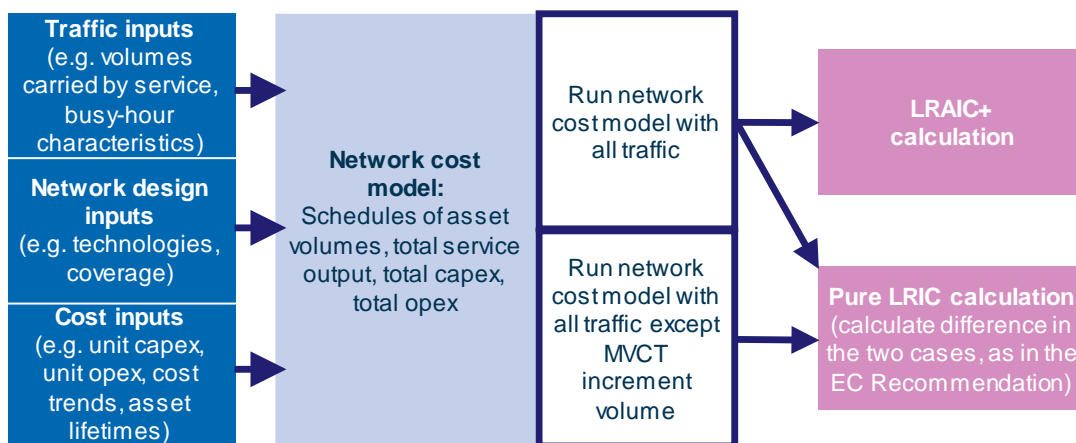 Traffic inputs
(e.g. volumes
carried by service,
busy-hour
characteristics)
Network design
inputs
(e.g. technologies,
coverage)
Cost inputs
(e.g. unit capex,
unit opex, cost
trends, asset
lifetimes)
Network cost
model:
Schedules of asset
volumes, total service
output, total capex,
total opex
Run network
cost model with
all traffic
Run network
cost model with
all traffic except
MVCT
increment
volume
LRAIC+
calculation
Pure LRIC calculation
(calculate difference in
the two cases, as in the
EC Recommendation)